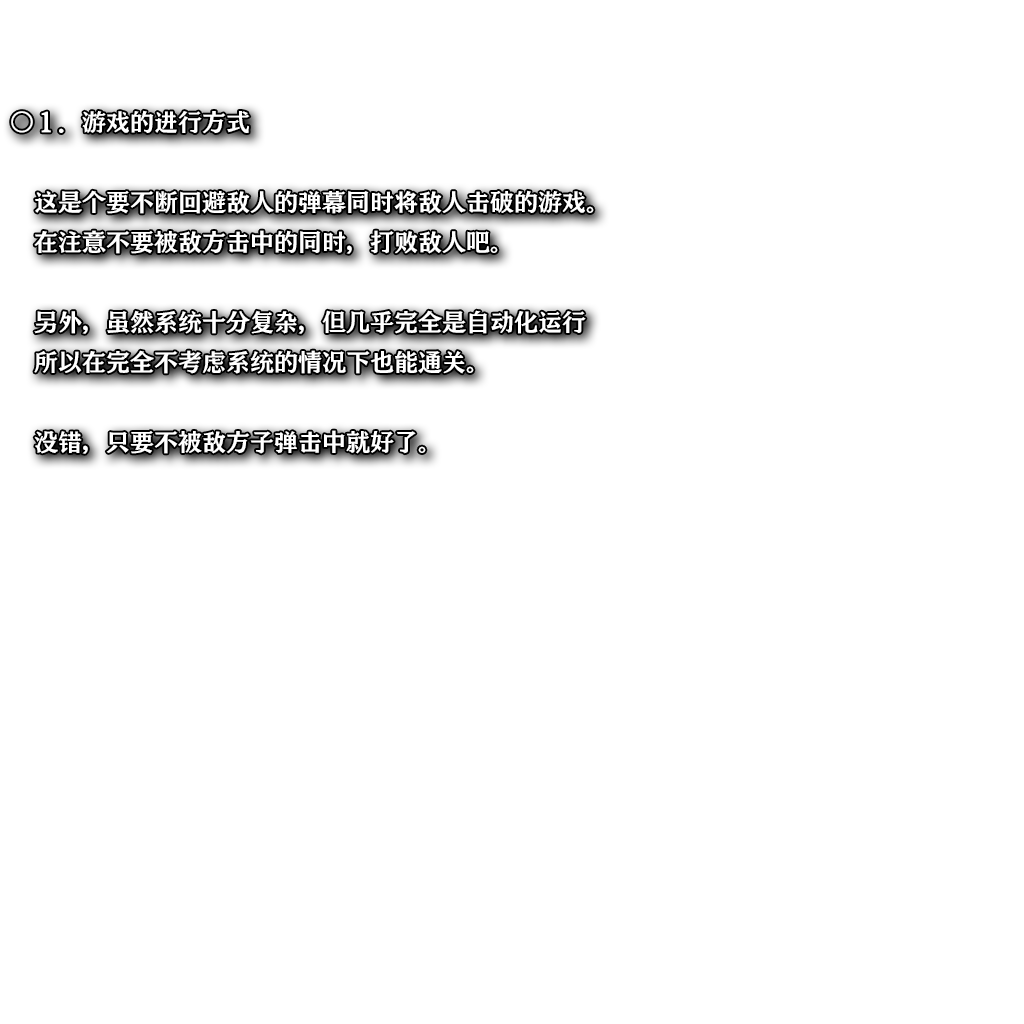 ◎１．游戏的进行方式
这是个要不断回避敌人的弹幕同时将敌人击破的游戏。
在注意不要被敌方击中的同时，打败敌人吧。
另外，虽然系统十分复杂，但几乎完全是自动化运行
所以在完全不考虑系统的情况下也能通关。
没错，只要不被敌方子弹击中就好了。